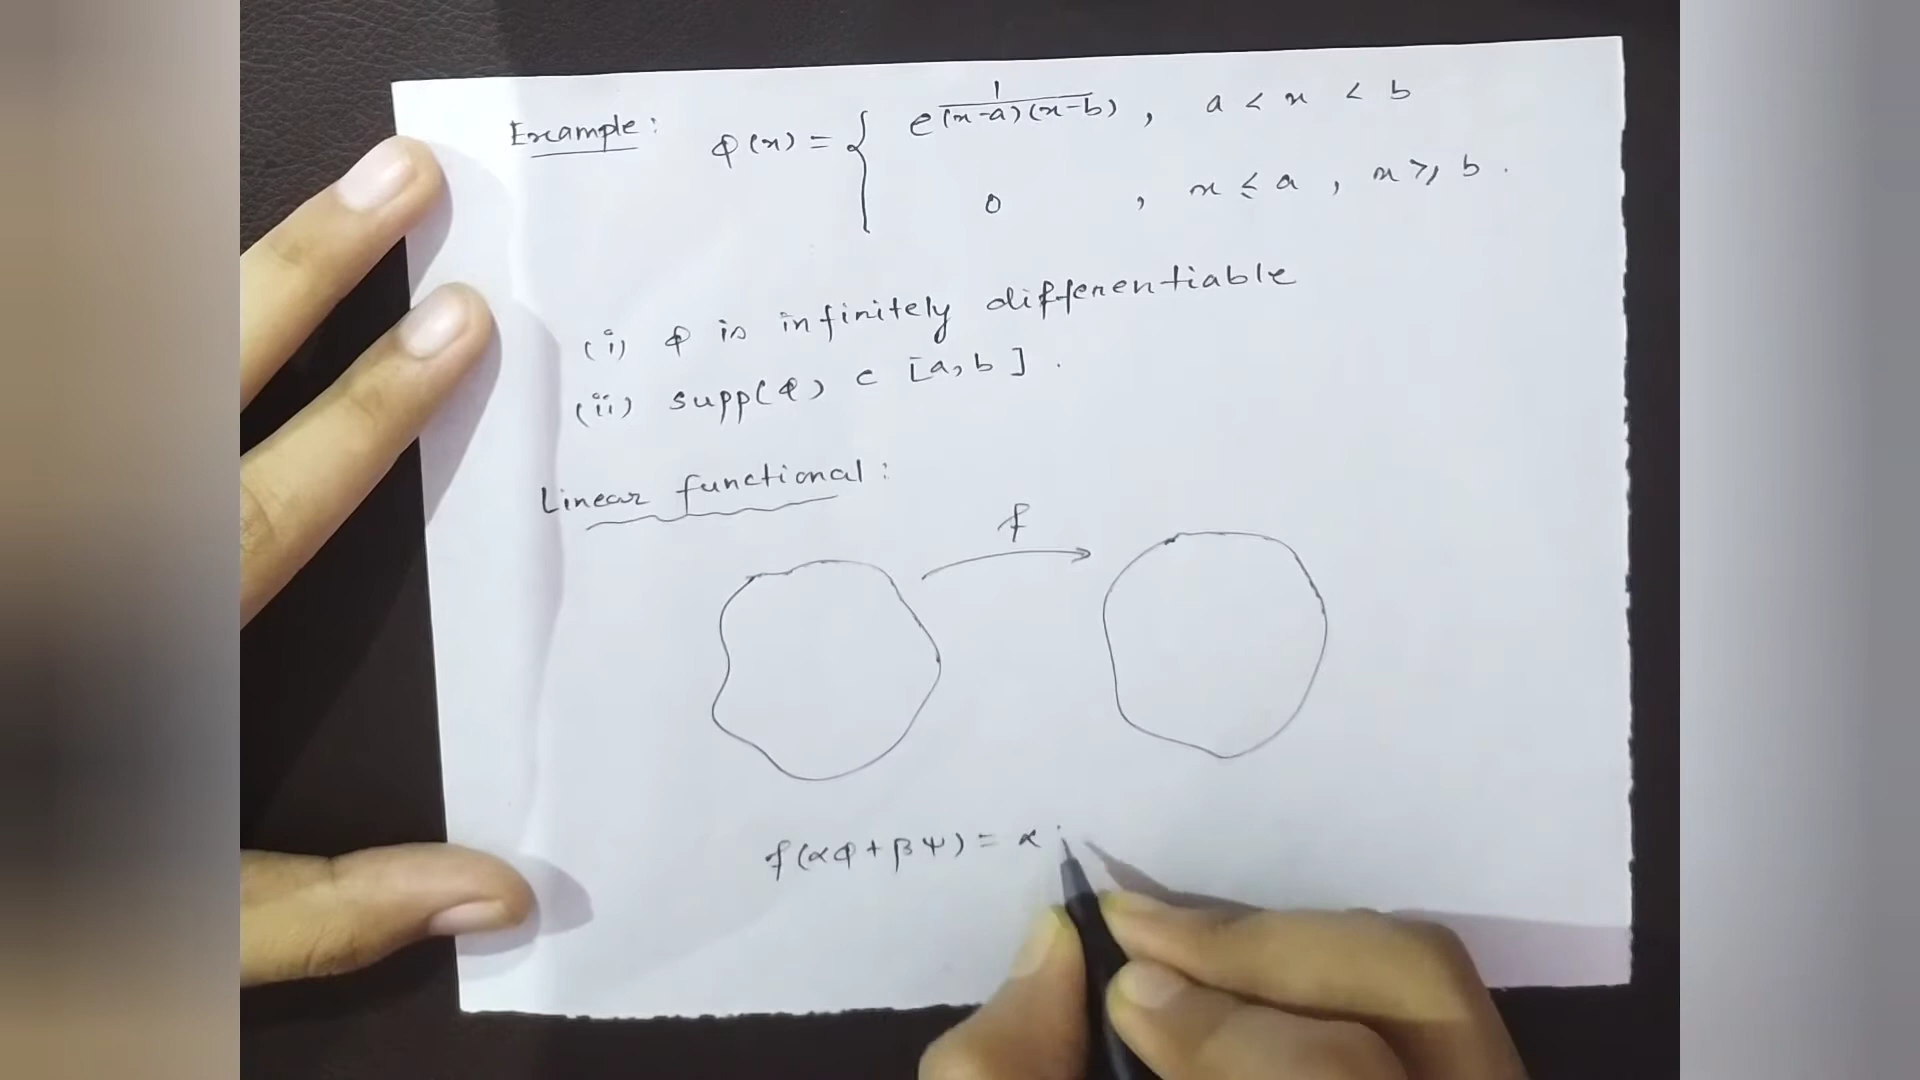 Example: φ(x) = { e^{1/((x-a)(x-b))} , a < x < b
0 , x ≤ a , x ≥ b .
(i) φ is infinitely differentiable
(ii) supp(φ) ⊂ [a,b] .
Linear functional:
f
f(αφ+βψ) = α